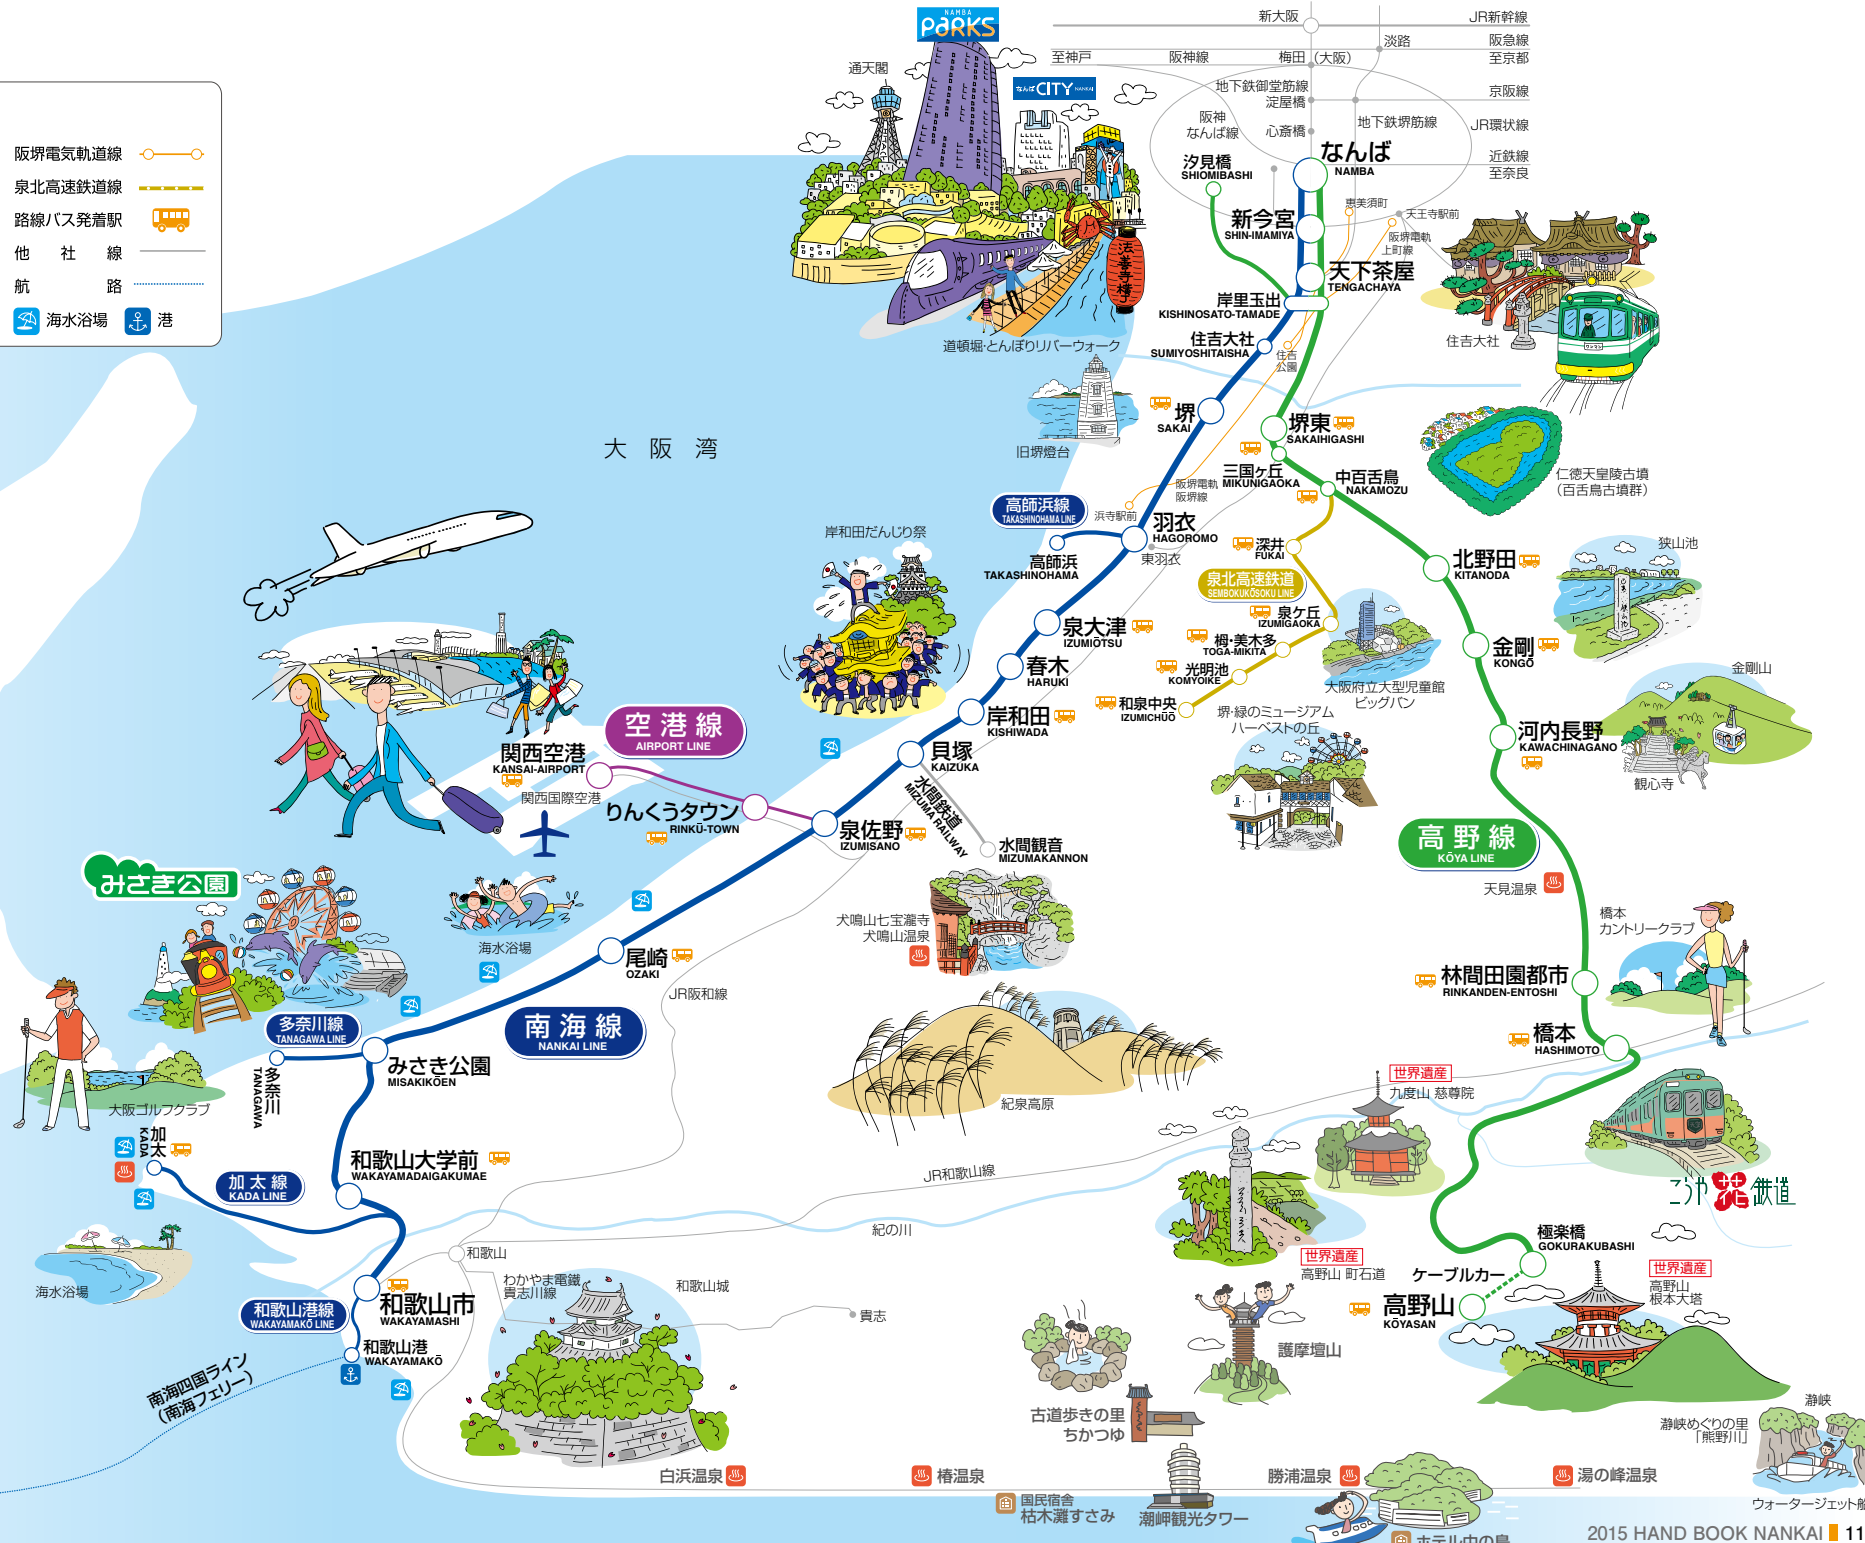 NAMBA
PARKS
なんばCITY NANKAI
通天閣
新大阪
JR新幹線
淡路
阪急線
至神戸
阪神線
梅田(大阪)
至京都
地下鉄御堂筋線
淀屋橋
京阪線
阪神
なんば線
心斎橋
地下鉄堺筋線
JR環状線
近鉄線
至奈良
阪堺電気軌道線
泉北高速鉄道線
路線バス発着駅
他社線
航路
海水浴場
港
なんば
NAMBA
汐見橋
SHIOMIBASHI
新今宮
SHIN-IMAMIYA
恵美須町
天王寺駅前
阪堺電軌
上町線
天下茶屋
TENGACHAYA
岸里玉出
KISHINOSATO-TAMADE
法善寺横丁
道頓堀・とんぼりリバーウォーク
住吉大社
SUMIYOSHITAISHA
住吉
公園
住吉大社
ワンマン
旧堺燈台
堺
SAKAI
堺東
SAKAIHIGASHI
大阪湾
三国ヶ丘
MIKUNIGAOKA
中百舌鳥
NAKAMOZU
仁徳天皇陵古墳
(百舌鳥古墳群)
阪堺電軌
阪堺線
浜寺駅前
高師浜線
TAKASHINOHAMA LINE
羽衣
HAGOROMO
東羽衣
高師浜
TAKASHINOHAMA
岸和田だんじり祭
深井
FUKAI
泉北高速鉄道
SEMBOKUKŌSOKU LINE
北野田
KITANODA
狭山池
泉ケ丘
IZUMIGAOKA
泉大津
IZUMIŌTSU
栂・美木多
TOGA-MIKITA
金剛
KONGŌ
春木
HARUKI
光明池
KOMYOIKE
大阪府立大型児童館
ビッグバン
金剛山
岸和田
KISHIWADA
和泉中央
IZUMICHŪŌ
堺・緑のミュージアム
ハーベストの丘
河内長野
KAWACHINAGANO
観心寺
空港線
AIRPORT LINE
関西空港
KANSAI-AIRPORT
関西国際空港
貝塚
KAIZUKA
水間鉄道
MIZUMA RAILWAY
りんくうタウン
RINKŪ-TOWN
泉佐野
IZUMISANO
水間観音
MIZUMAKANNON
高野線
KŌYA LINE
天見温泉
みさき公園
犬鳴山七宝瀧寺
犬鳴山温泉
橋本
カントリークラブ
海水浴場
尾崎
OZAKI
JR阪和線
林間田園都市
RINKANDEN-ENTOSHI
南海線
NANKAI LINE
多奈川線
TANAGAWA LINE
橋本
HASHIMOTO
みさき公園
MISAKIKŌEN
多奈川
TANAGAWA
大阪ゴルフクラブ
紀泉高原
世界遺産
九度山 慈尊院
加太
KADA
和歌山大学前
WAKAYAMADAIGAKUMAE
加太線
KADA LINE
JR和歌山線
こうや花鉄道
紀の川
極楽橋
GOKURAKUBASHI
和歌山
世界遺産
高野山 町石道
ケーブルカー
世界遺産
高野山
根本大塔
海水浴場
わかやま電鐵
貴志川線
和歌山城
高野山
KŌYASAN
和歌山市
WAKAYAMASHI
和歌山港線
WAKAYAMAKŌ LINE
貴志
護摩壇山
和歌山港
WAKAYAMAKŌ
南海四国ライン
(南海フェリー)
古道歩きの里
ちかつゆ
瀞峡
瀞峡めぐりの里
「熊野川」
白浜温泉
椿温泉
勝浦温泉
湯の峰温泉
国民宿舎
枯木灘すさみ
潮岬観光タワー
ウォータージェット船
ホテル中の島
2015 HAND BOOK NANKAI 11